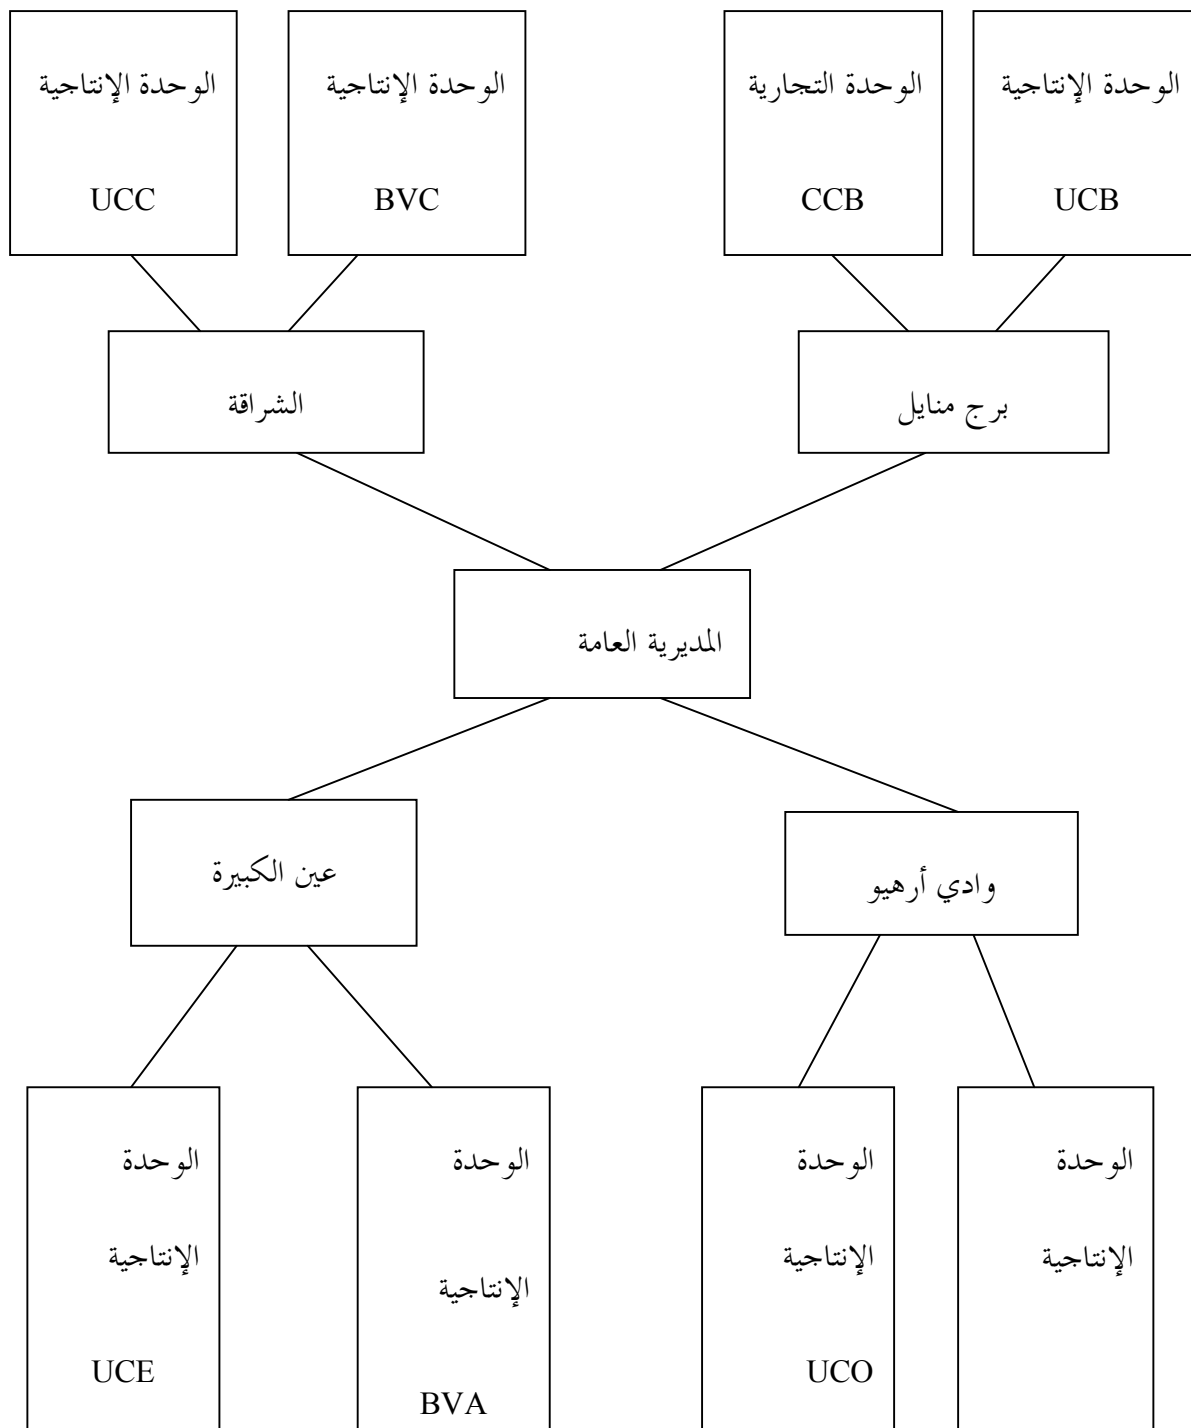 الوحدة الإنتاجية
UCB
الوحدة التجارية
CCB
الوحدة الإنتاجية
BVC
الوحدة الإنتاجية
UCC
برج منايل
الشراقة
المديرية العامة
وادي أرهيو
عين الكبيرة
الوحدة
الإنتاجية
الوحدة
الإنتاجية
UCO
الوحدة
الإنتاجية
BVA
الوحدة
الإنتاجية
UCE